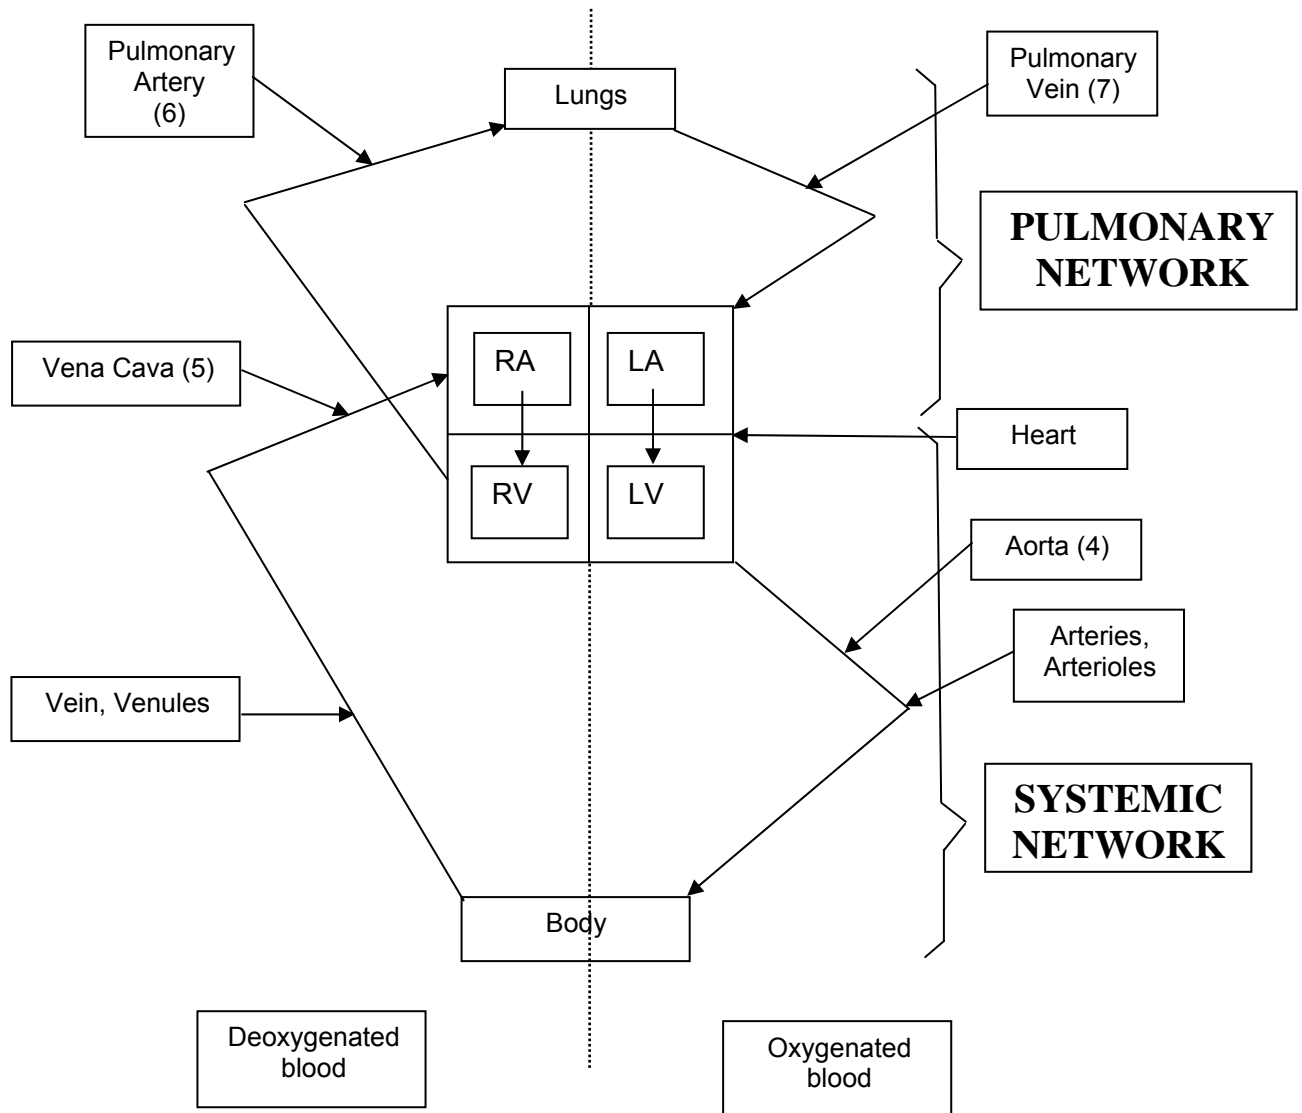 Pulmonary
Artery
(6)
Lungs
Pulmonary
Vein (7)
PULMONARY
NETWORK
Vena Cava (5)
RA
LA
Heart
RV
LV
Aorta (4)
Arteries,
Arterioles
Vein, Venules
SYSTEMIC
NETWORK
Body
Deoxygenated
blood
Oxygenated
blood